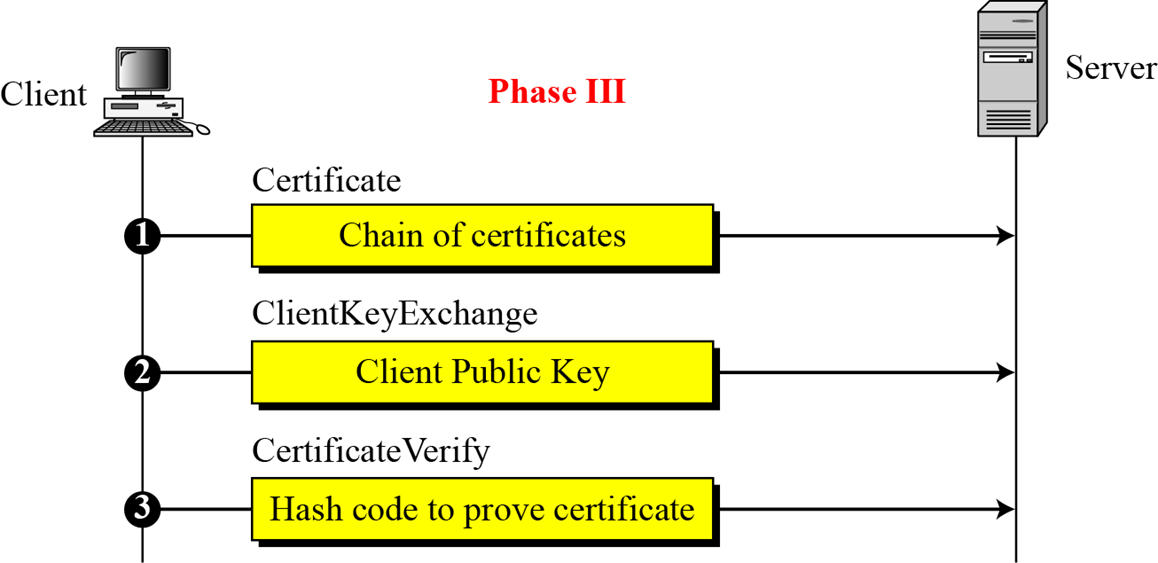 Client
Phase III
Server
Certificate
1
Chain of certificates
ClientKeyExchange
2
Client Public Key
CertificateVerify
3
Hash code to prove certificate